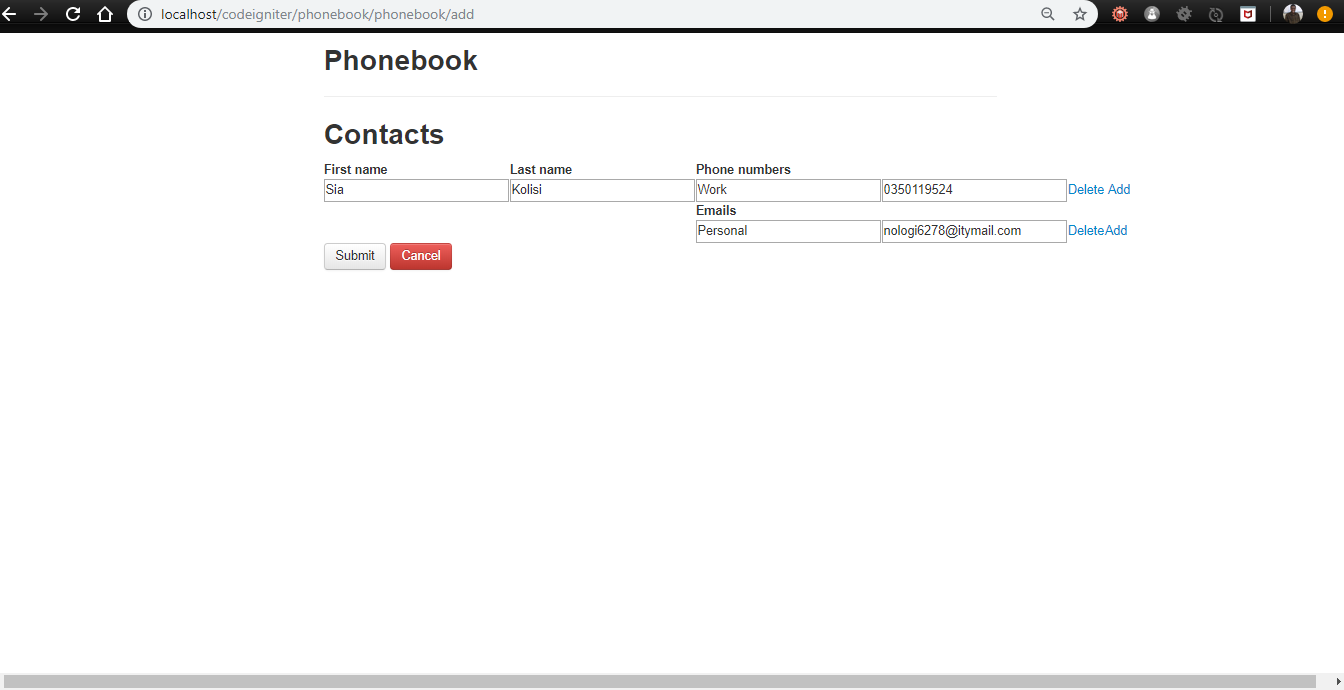 localhost/codeigniter/phonebook/phonebook/add
Phonebook
Contacts
First name Last name Phone numbers
Sia Kolisi Work 0350119524 Delete Add
Emails
Personal nologi6278@itymail.com DeleteAdd
Submit Cancel